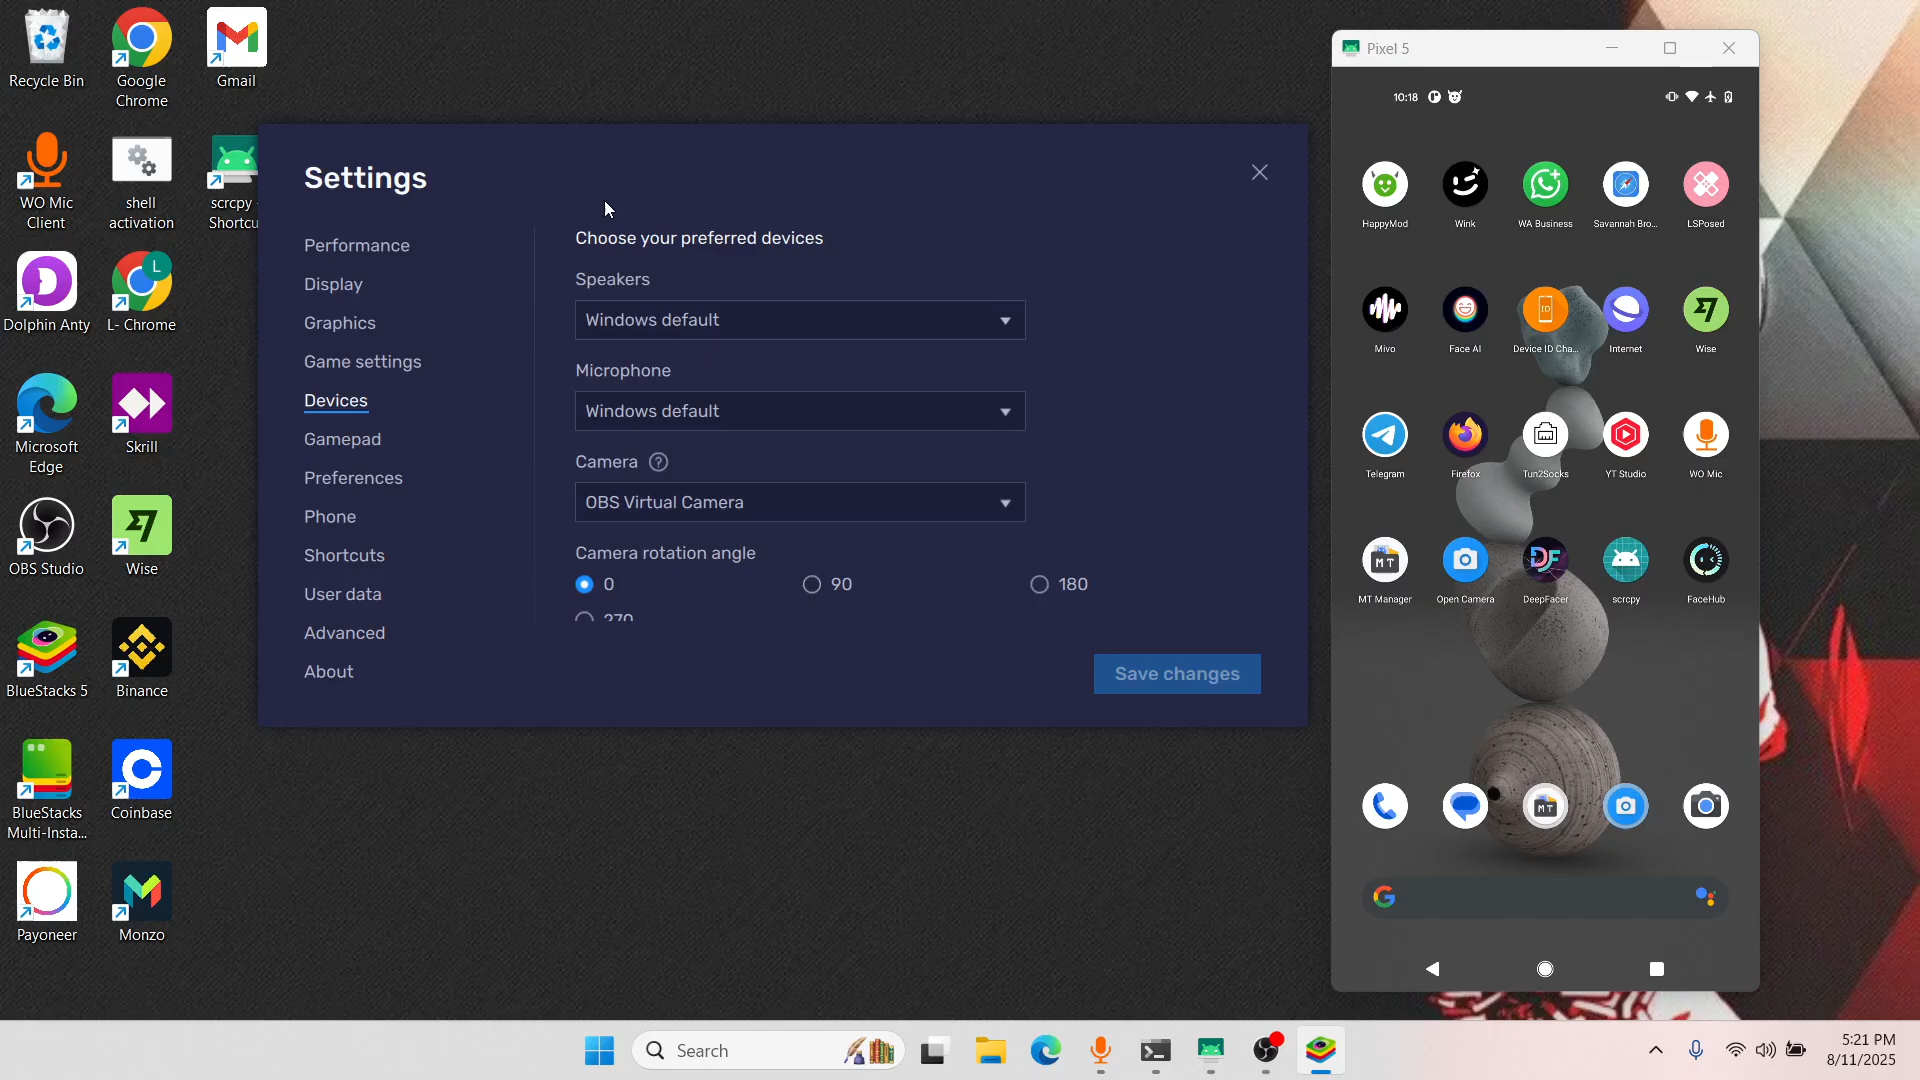 Recycle Bin
Google
Chrome
Gmail
WO Mic
Client
shell
activation
scrcpy -
Shortcu
Dolphin Anty
L- Chrome
Microsoft
Edge
Skrill
OBS Studio
Wise
BlueStacks 5
Binance
BlueStacks
Multi-Insta...
Coinbase
Payoneer
Monzo
Settings
Performance
Display
Graphics
Game settings
Devices
Gamepad
Preferences
Phone
Shortcuts
User data
Advanced
About
Choose your preferred devices
Speakers
Windows default
Microphone
Windows default
Camera ?
OBS Virtual Camera
Camera rotation angle
0
90
180
270
Save changes
Pixel 5
10:18
HappyMod
Wink
WA Business
Savannah Bro...
LSPosed
Mivo
Face AI
ID
Device ID Cha...
Internet
Wise
Telegram
Firefox
Tun2Socks
YT Studio
WO Mic
MT
MT Manager
Open Camera
DF
DeepFacer
scrcpy
FaceHub
MT
Search
5:21 PM
8/11/2025